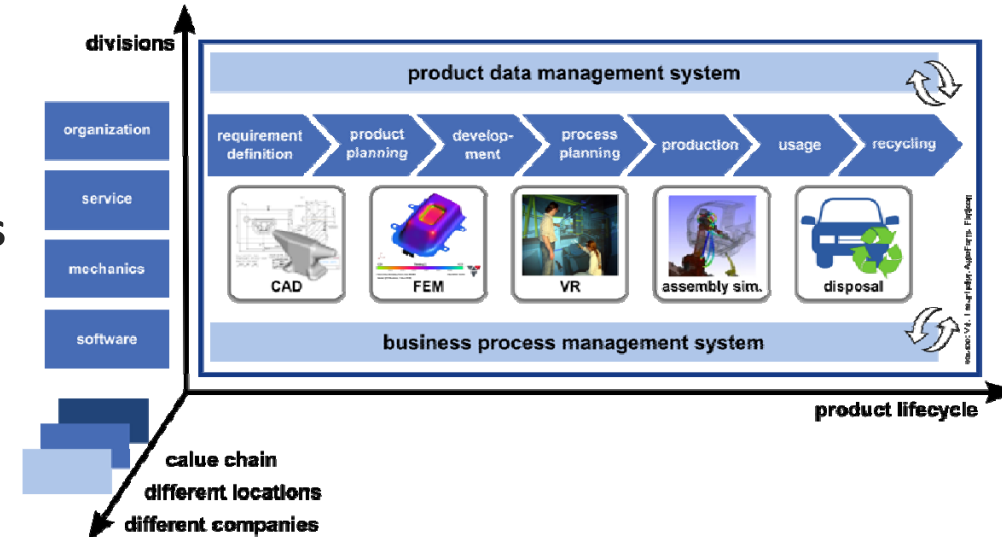 divisions
product data management system
organization
service
mechanics
software
requirement
definition
product
planning
develop-
ment
process
planning
production
usage
recycling
CAD
FEM
VR
assembly sim.
disposal
business process management system
product lifecycle
calue chain
different locations
different companies
s